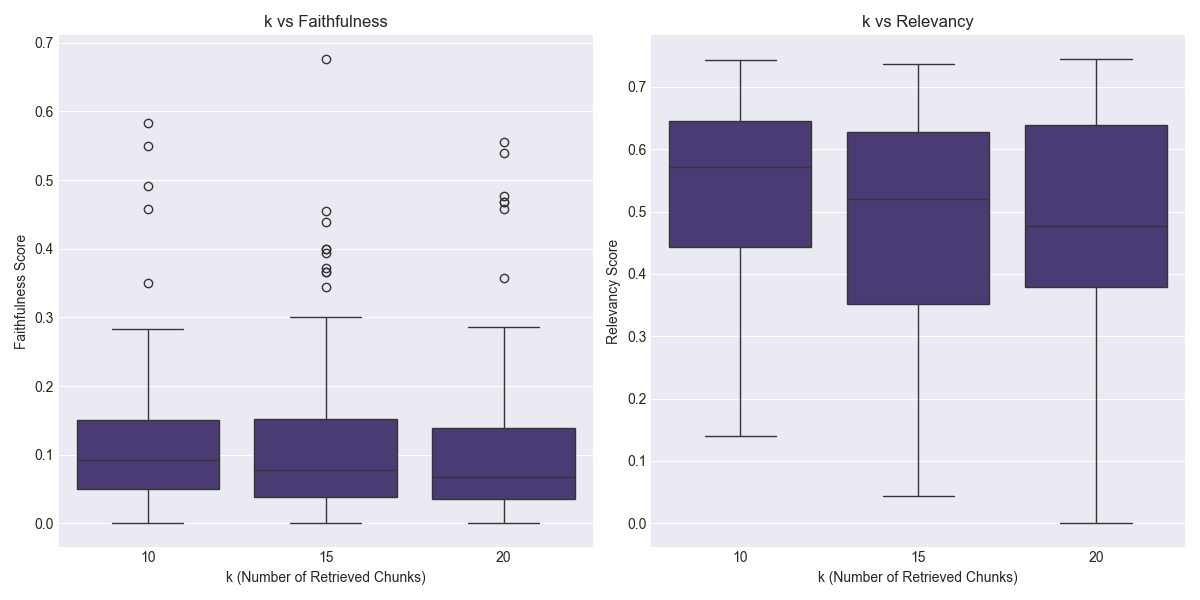 k vs Faithfulness
Faithfulness Score
0.7
0.6
0.5
0.4
0.3
0.2
0.1
0.0
10 15 20
k (Number of Retrieved Chunks)
k vs Relevancy
Relevancy Score
0.7
0.6
0.5
0.4
0.3
0.2
0.1
0.0
10 15 20
k (Number of Retrieved Chunks)